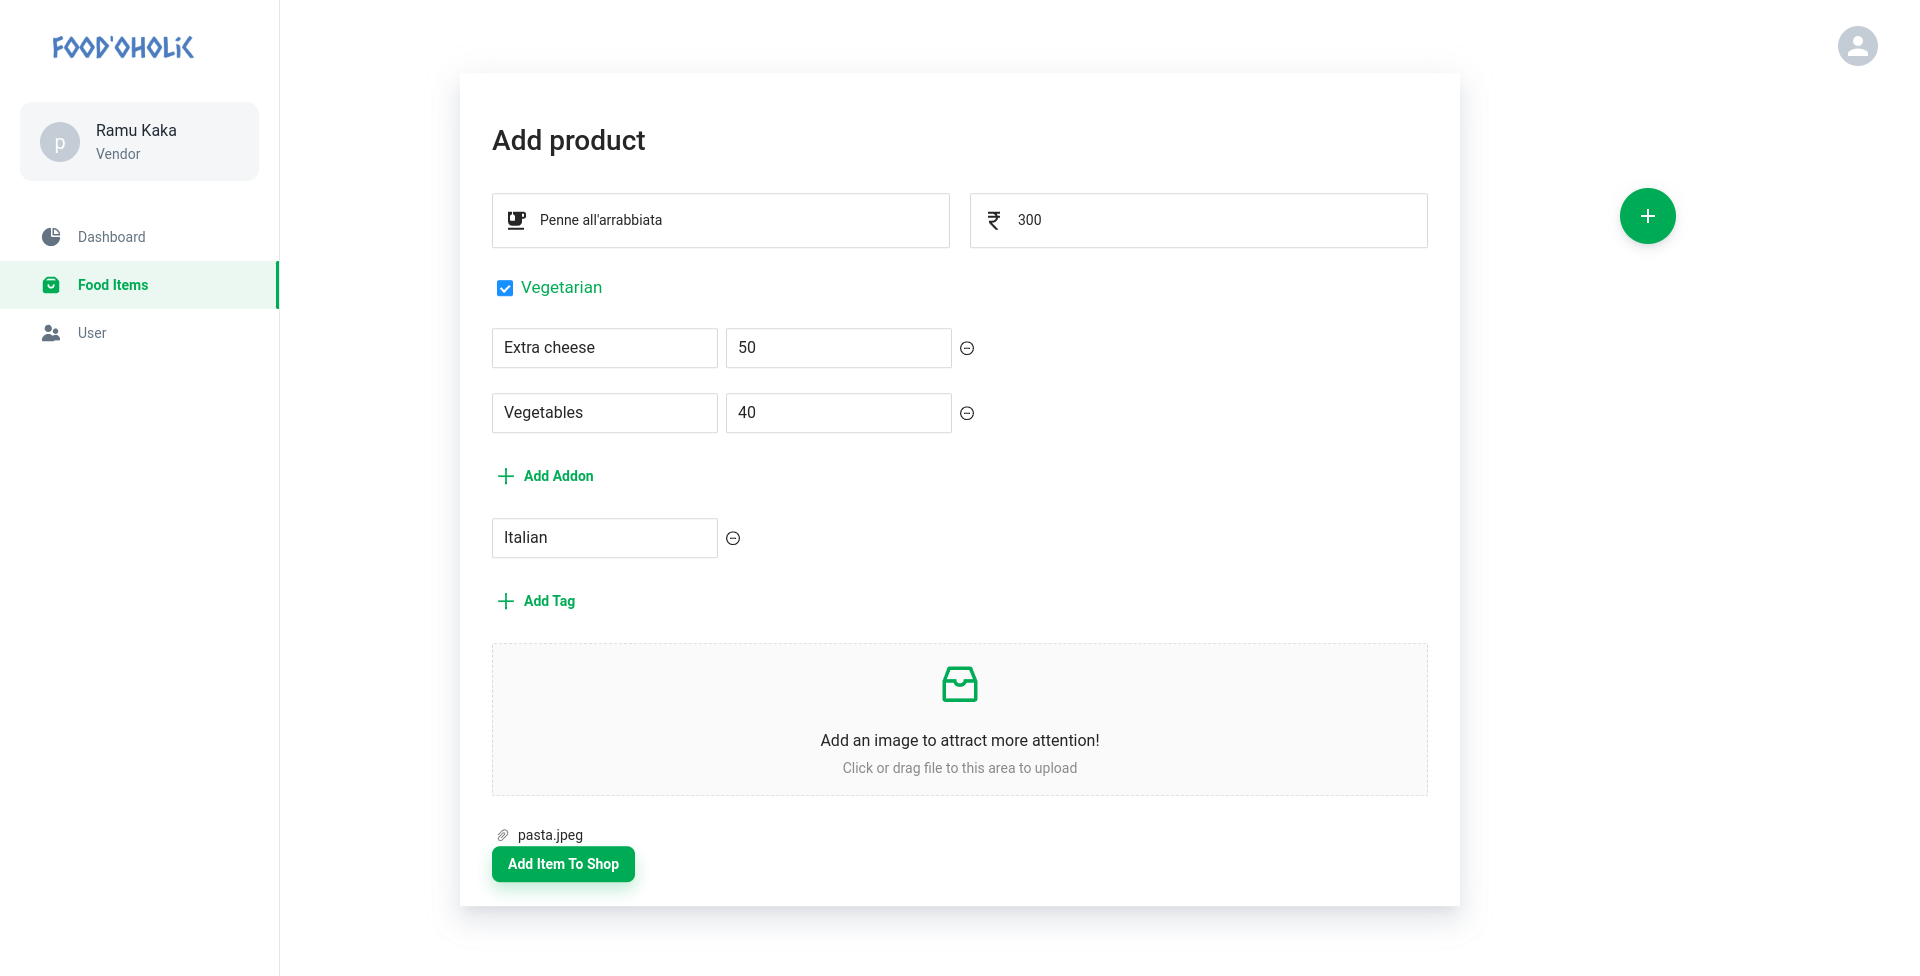 FOOD'OHOLiC
p
Ramu Kaka
Vendor
Dashboard
Food Items
User
Add product
Penne all'arrabbiata
₹ 300
Vegetarian
Extra cheese 50
Vegetables 40
Add Addon
Italian
Add Tag
Add an image to attract more attention!
Click or drag file to this area to upload
pasta.jpeg
Add Item To Shop